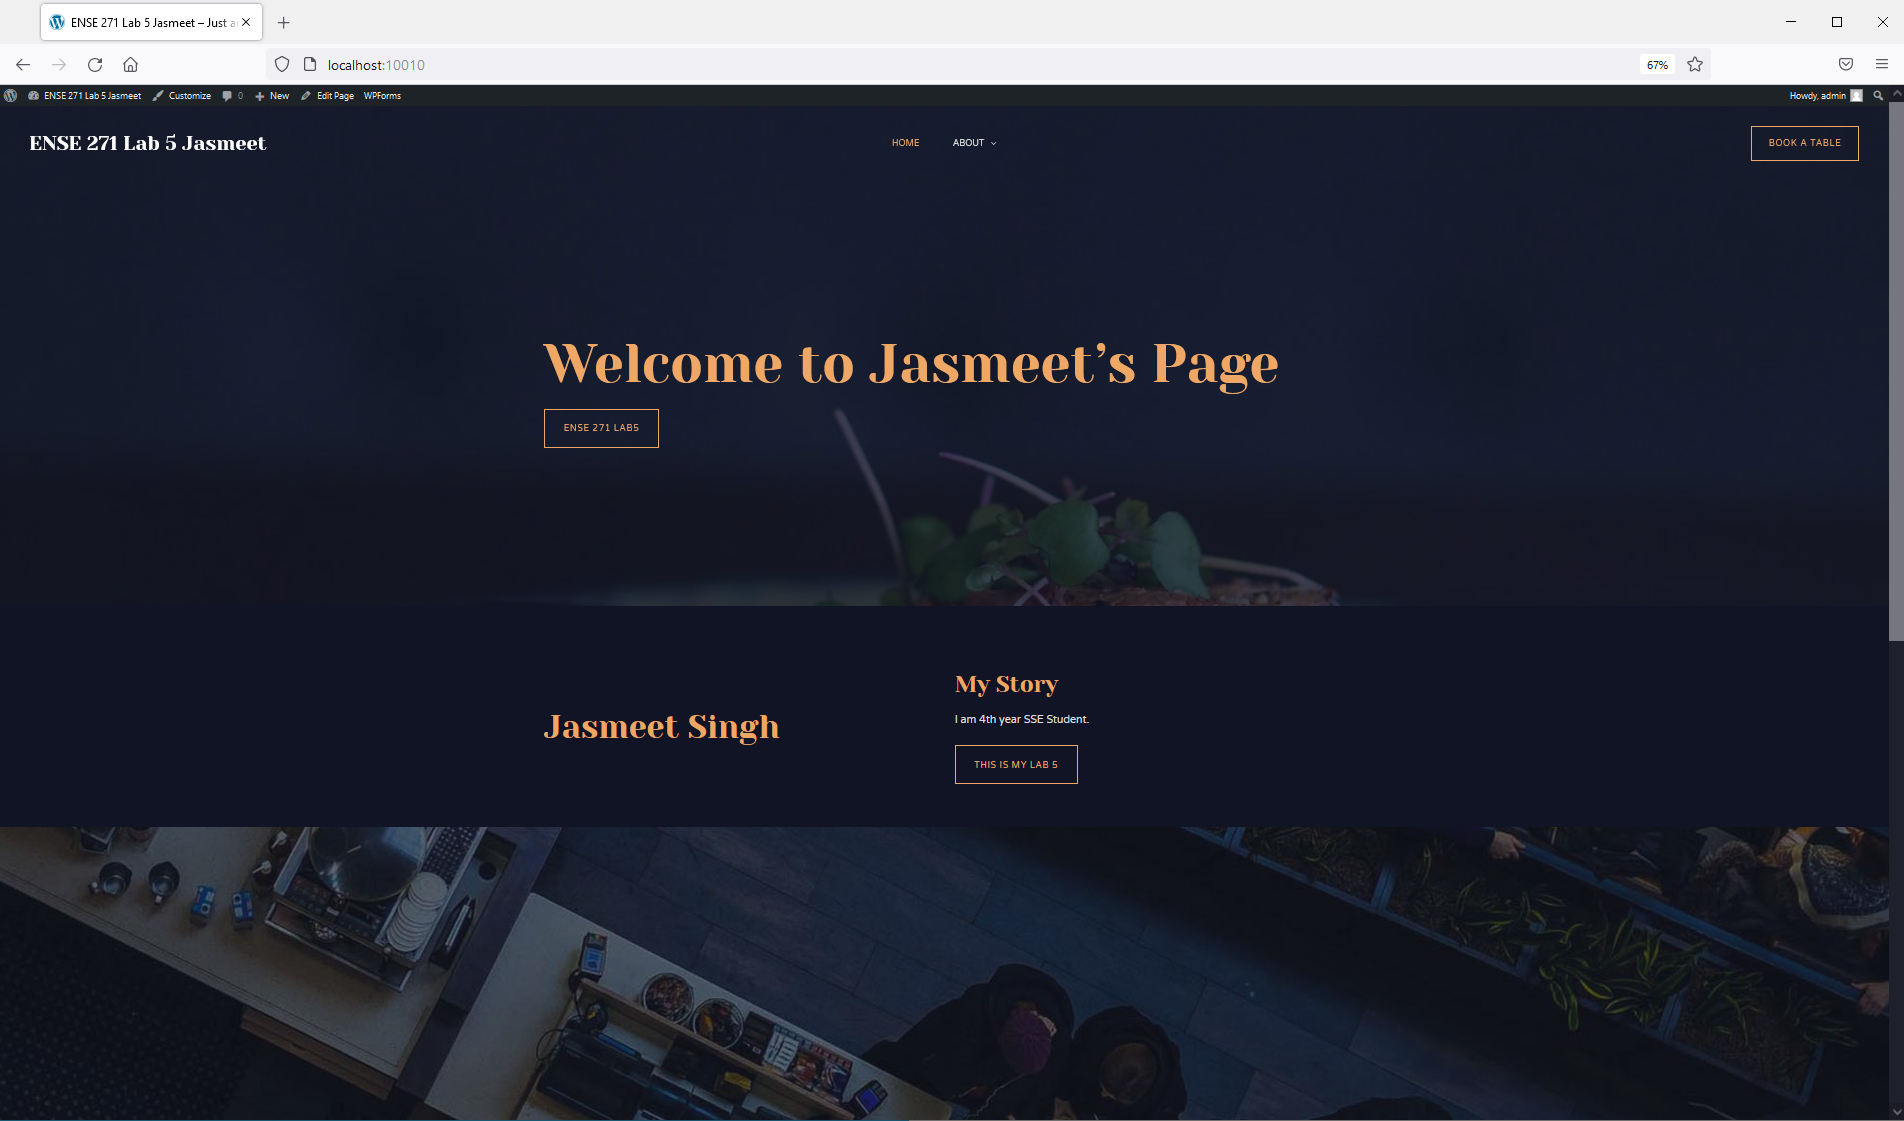 ENSE 271 Lab 5 Jasmeet – Just a
localhost:10010
67%
ENSE 271 Lab 5 Jasmeet Customize 0 New Edit Page WPForms Howdy, admin
ENSE 271 Lab 5 Jasmeet HOME ABOUT BOOK A TABLE
Welcome to Jasmeet’s Page
ENSE 271 LAB5
Jasmeet Singh
My Story
I am 4th year SSE Student.
THIS IS MY LAB 5